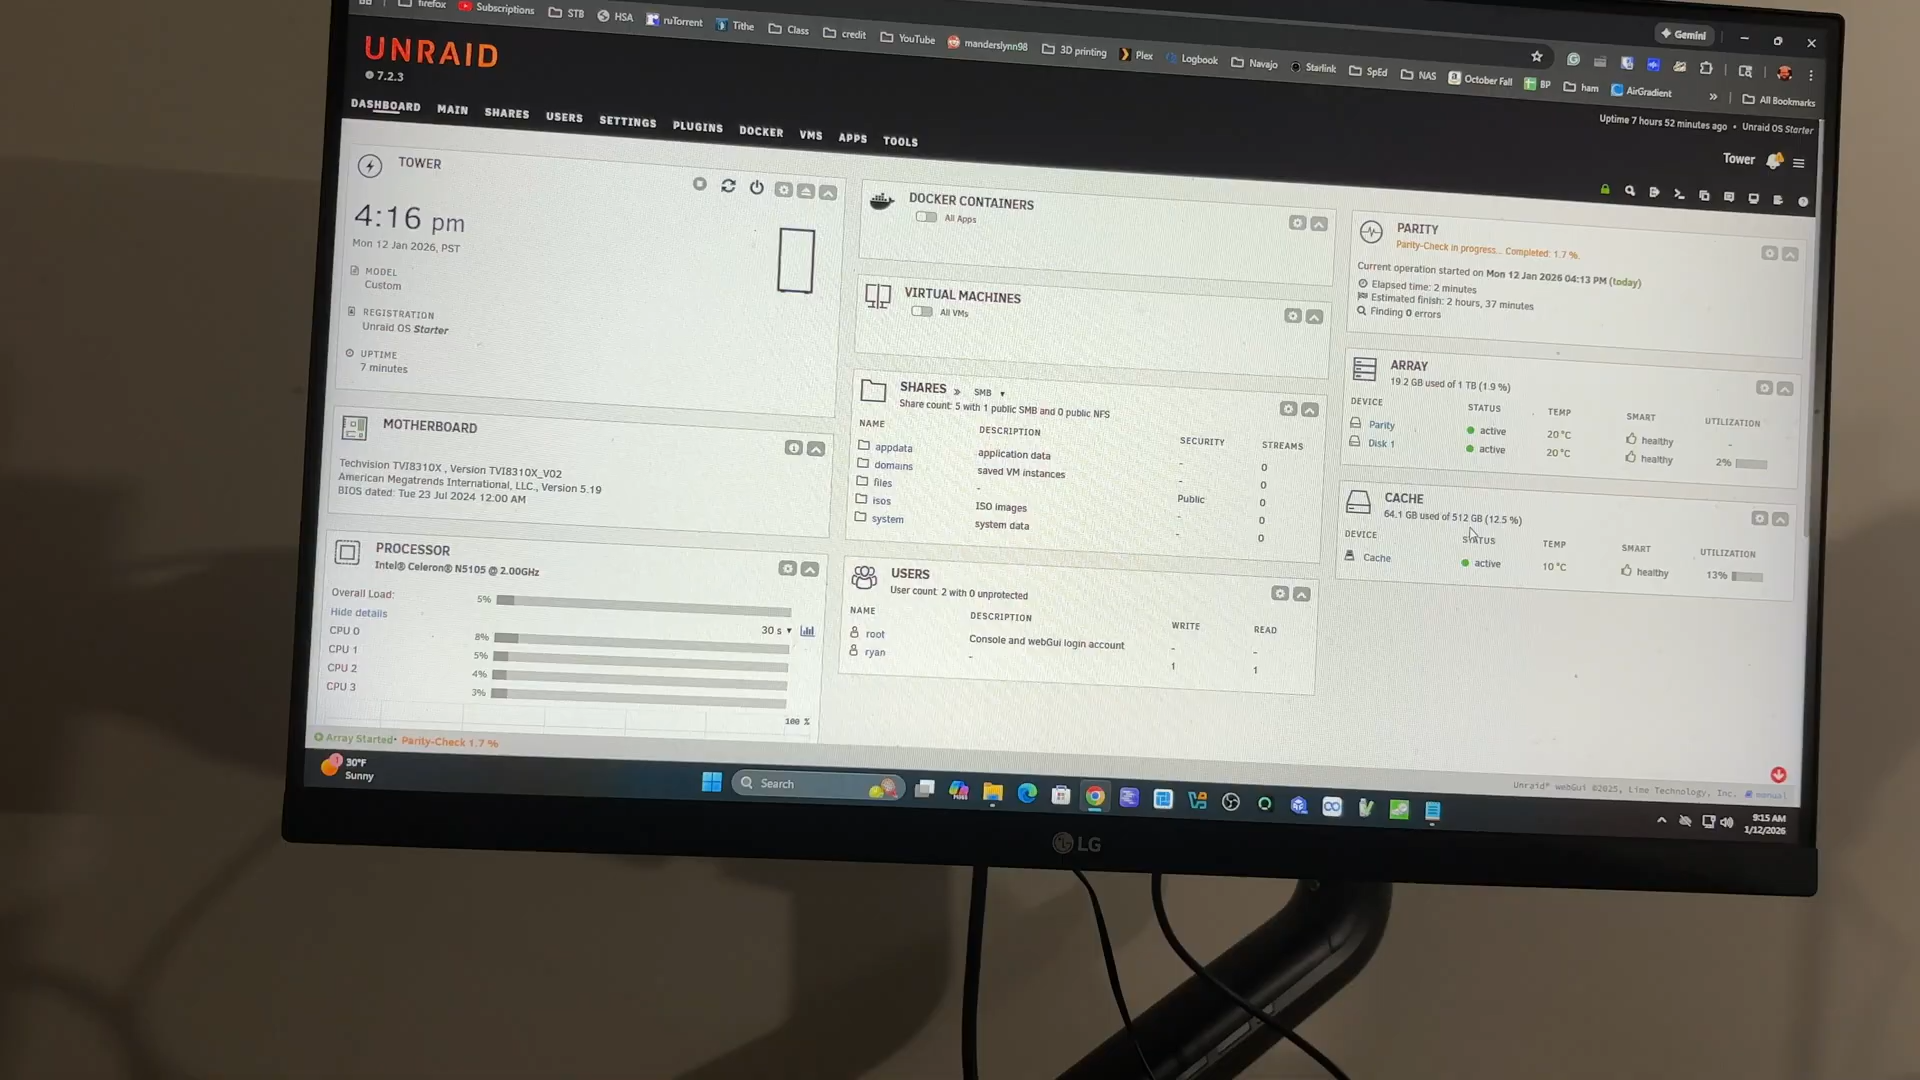 firefox
Subscriptions
STB
HSA
ruTorrent
Tithe
Class
credit
YouTube
manderslynn98
3D printing
Plex
Logbook
Navajo
Starlink
SpEd
NAS
October Fall
BP
ham
AirGradient
»
All Bookmarks
Gemini
UNRAID
7.2.3
DASHBOARD MAIN SHARES USERS SETTINGS PLUGINS DOCKER VMS APPS TOOLS
Uptime 7 hours 52 minutes ago • Unraid OS Starter
Tower
TOWER
4:16 pm
Mon 12 Jan 2026, PST
MODEL
Custom
REGISTRATION
Unraid OS Starter
UPTIME
7 minutes
MOTHERBOARD
Techvision TVI8310X , Version TVI8310X_V02
American Megatrends International, LLC., Version 5.19
BIOS dated: Tue 23 Jul 2024 12:00 AM
PROCESSOR
Intel® Celeron® N5105 @ 2.00GHz
Overall Load: 5%
Hide details
30 s
CPU 0 8%
CPU 1 5%
CPU 2 4%
CPU 3 3%
100 %
DOCKER CONTAINERS
All Apps
VIRTUAL MACHINES
All VMs
SHARES » SMB
Share count: 5 with 1 public SMB and 0 public NFS
NAME DESCRIPTION SECURITY STREAMS
appdata application data - 0
domains saved VM instances - 0
files - Public 0
isos ISO images - 0
system system data - 0
USERS
User count: 2 with 0 unprotected
NAME DESCRIPTION WRITE READ
root Console and webGui login account - -
ryan - 1 1
PARITY
Parity-Check in progress... Completed: 1.7 %.
Current operation started on Mon 12 Jan 2026 04:13 PM (today)
Elapsed time: 2 minutes
Estimated finish: 2 hours, 37 minutes
Finding 0 errors
ARRAY
19.2 GB used of 1 TB (1.9 %)
DEVICE STATUS TEMP SMART UTILIZATION
Parity active 20 °C healthy -
Disk 1 active 20 °C healthy 2%
CACHE
64.1 GB used of 512 GB (12.5 %)
DEVICE STATUS TEMP SMART UTILIZATION
Cache active 10 °C healthy 13%
Array Started• Parity-Check 1.7 %
Unraid® webGui ©2025, Lime Technology, Inc. manual
1
30°F
Sunny
Search
9:15 AM
1/12/2026
LG